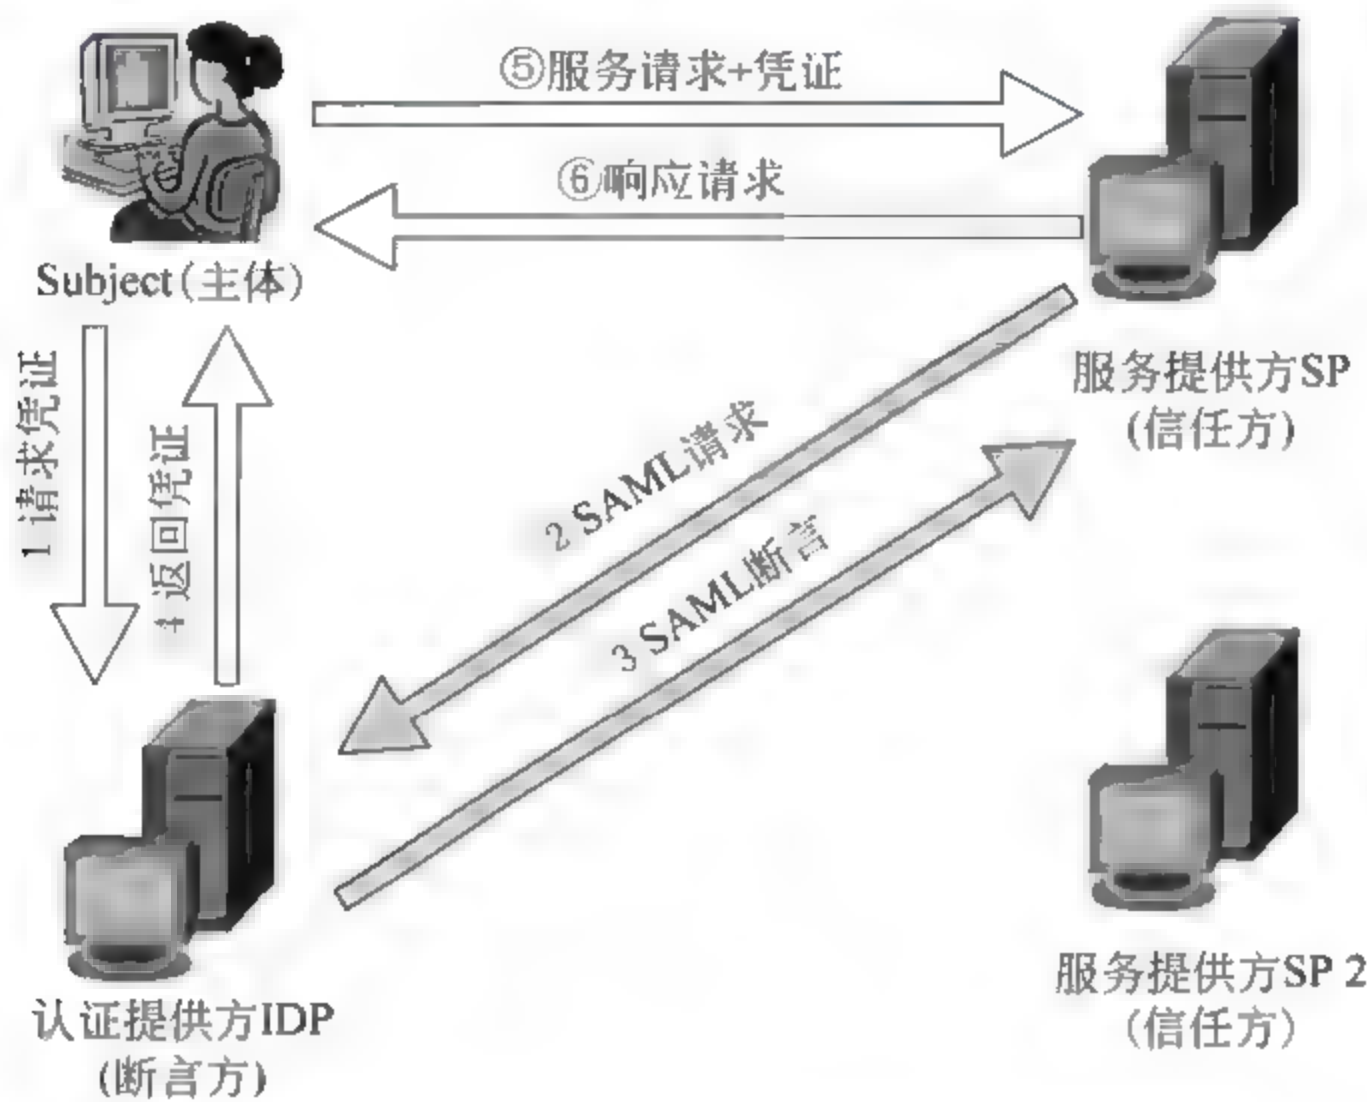 ⑤服务请求+凭证
⑥响应请求
Subject(主体)
服务提供方SP
(信任方)
1 请求凭证
4 返回凭证
2 SAML请求
3 SAML断言
认证提供方IDP
(断言方)
服务提供方SP 2
(信任方)